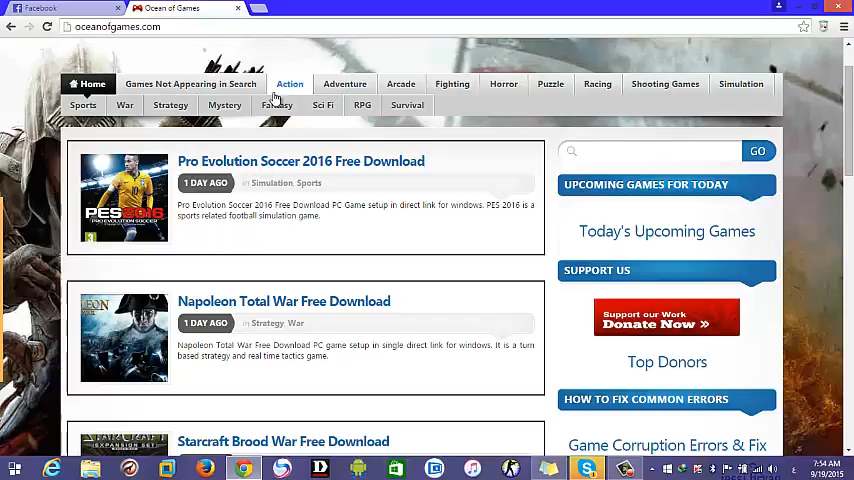 Facebook
Ocean of Games
oceanofgames.com
Home
Games Not Appearing in Search
Action
Adventure
Arcade
Fighting
Horror
Puzzle
Racing
Shooting Games
Simulation
Sports
War
Strategy
Mystery
Fantasy
Sci Fi
RPG
Survival
Pro Evolution Soccer 2016 Free Download
1 DAY AGO
in Simulation, Sports
Pro Evolution Soccer 2016 Free Download PC Game setup in direct link for windows. PES 2016 is a
sports related football simulation game.
PES2016
PRO EVOLUTION SOCCER
Napoleon Total War Free Download
1 DAY AGO
in Strategy, War
Napoleon Total War Free Download PC game setup in single direct link for windows. It is a turn
based strategy and real time tactics game.
Starcraft Brood War Free Download
EXPANSION SET
GO
UPCOMING GAMES FOR TODAY
Today's Upcoming Games
SUPPORT US
Support our Work
Donate Now »
Top Donors
HOW TO FIX COMMON ERRORS
Game Corruption Errors & Fix
7:54 AM
9/19/2015